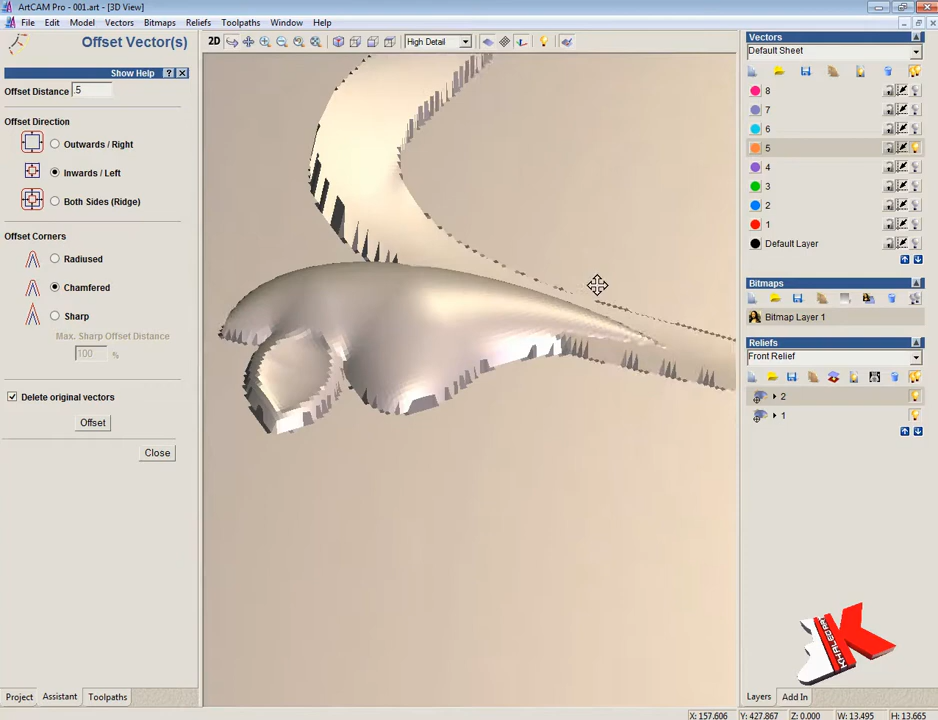 ArtCAM Pro - 001.art - [3D View]
File Edit Model Vectors Bitmaps Reliefs Toolpaths Window Help
Offset Vector(s)
2D
High Detail
Show Help ? X
Offset Distance .5
Offset Direction
Outwards / Right
Inwards / Left
Both Sides (Ridge)
Offset Corners
Radiused
Chamfered
Sharp
Max. Sharp Offset Distance
100 %
Delete original vectors
Offset
Close
Project Assistant Toolpaths
Vectors
Default Sheet
8
7
6
5
4
3
2
1
Default Layer
Bitmaps
Bitmap Layer 1
Reliefs
Front Relief
2
1
KHALEDRA
Layers Add In
X: 157.606 Y: 427.867 Z: 0.000 W: 13.495 H: 13.665